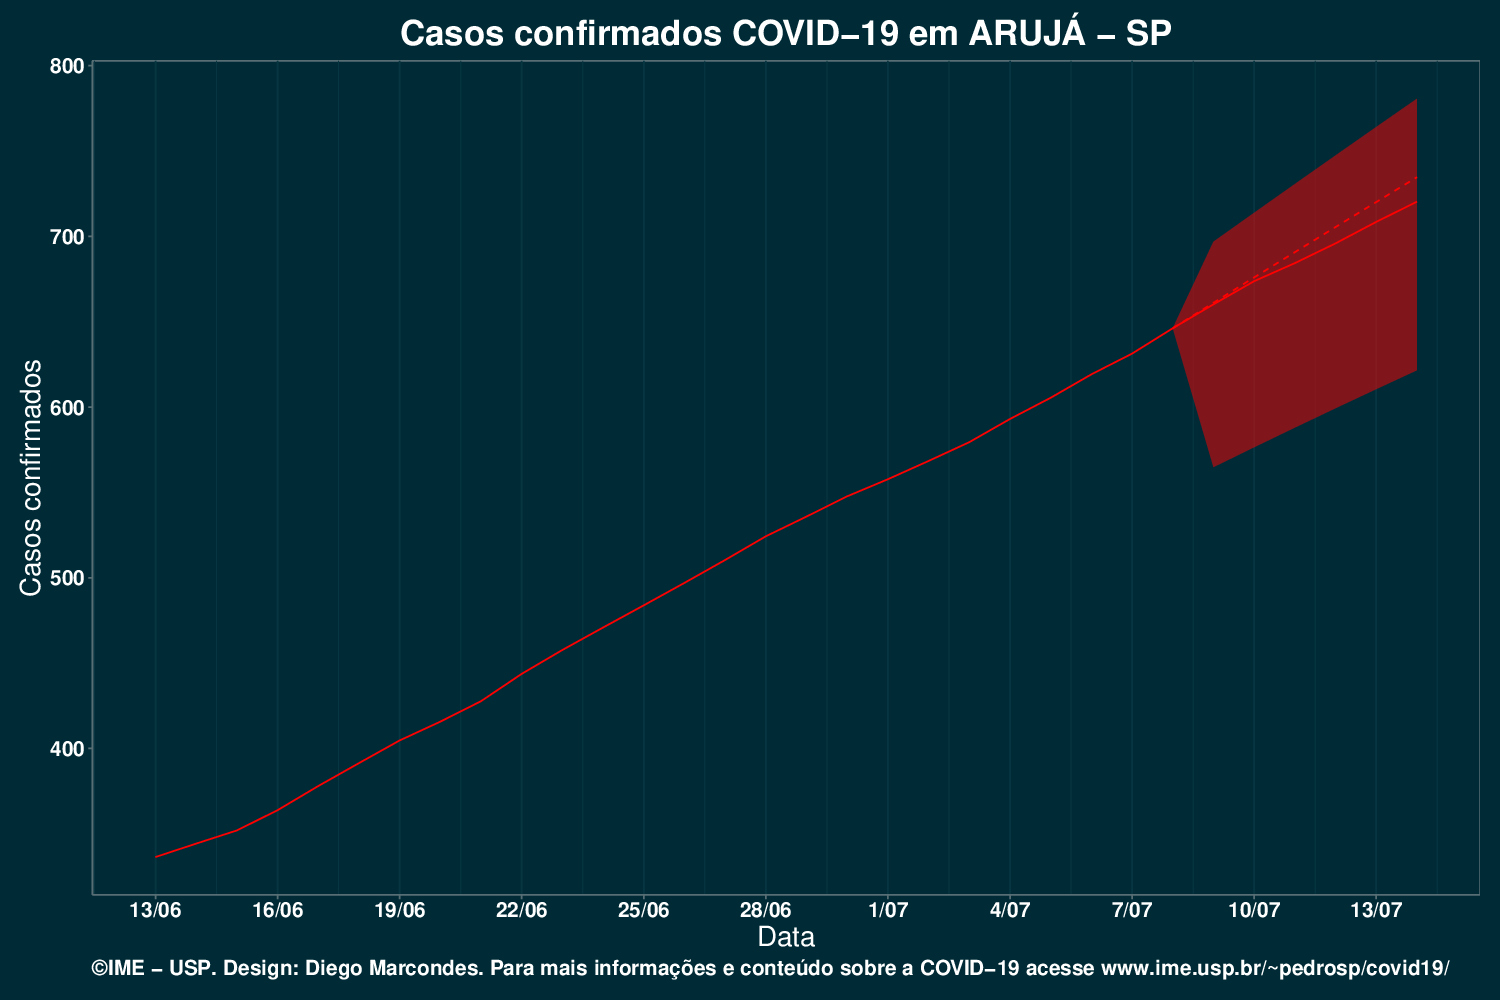 Casos confirmados COVID−19 em ARUJÁ − SP
Casos confirmados
800
700
600
500
400
13/06 16/06 19/06 22/06 25/06 28/06 1/07 4/07 7/07 10/07 13/07
Data
©IME − USP. Design: Diego Marcondes. Para mais informações e conteúdo sobre a COVID−19 acesse www.ime.usp.br/~pedrosp/covid19/